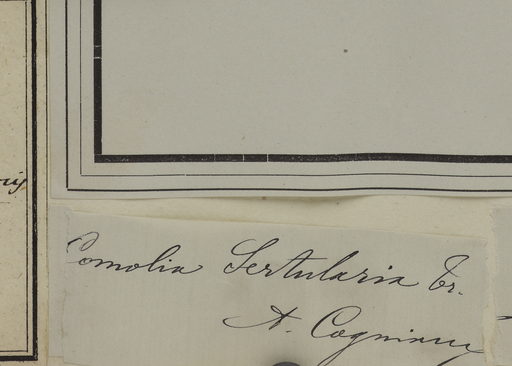 Comolia Sertularia Tr.
A. Cogniaux